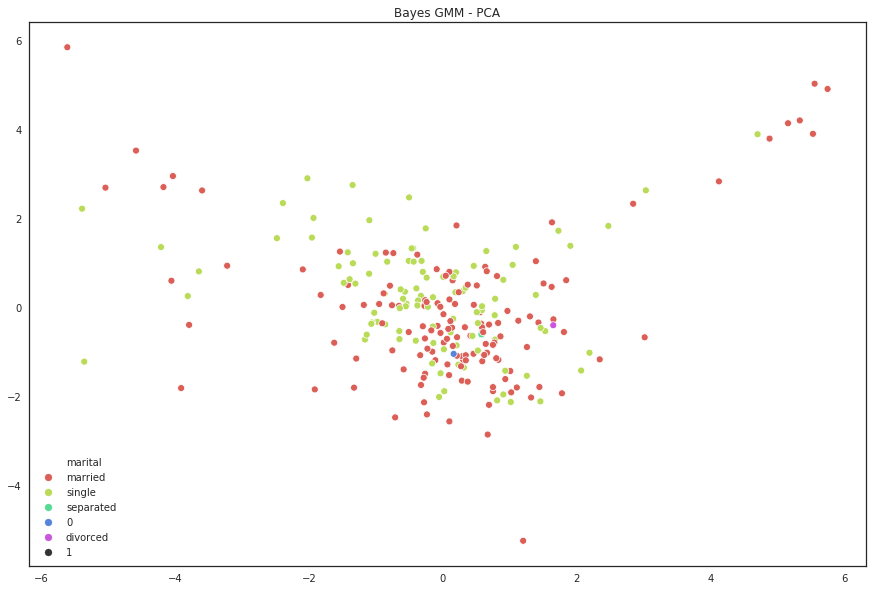 Bayes GMM - PCA
6
4
2
0
−2
−4
marital
married
single
separated
0
divorced
1
−6
−4
−2
0
2
4
6